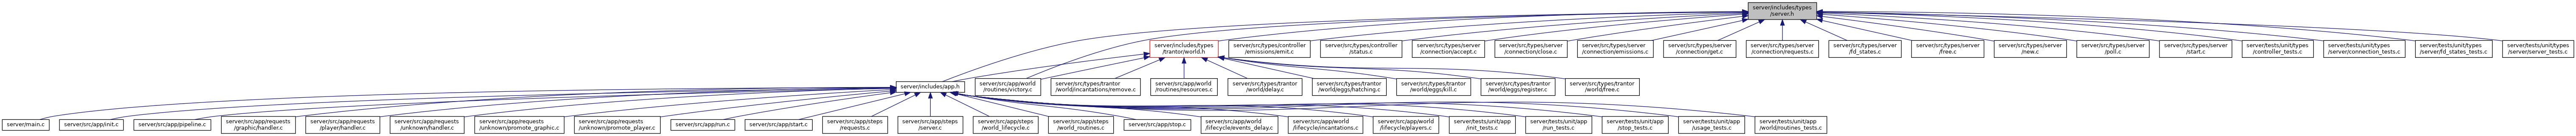 server/includes/types
/server.h
server/includes/types
/trantor/world.h
server/src/types/controller
/emissions/emit.c
server/src/types/controller
/status.c
server/src/types/server
/connection/accept.c
server/src/types/server
/connection/close.c
server/src/types/server
/connection/emissions.c
server/src/types/server
/connection/get.c
server/src/types/server
/connection/requests.c
server/src/types/server
/fd_states.c
server/src/types/server
/free.c
server/src/types/server
/new.c
server/src/types/server
/poll.c
server/src/types/server
/start.c
server/tests/unit/types
/controller_tests.c
server/tests/unit/types
/server/connection_tests.c
server/tests/unit/types
/server/fd_states_tests.c
server/tests/unit/types
/server/server_tests.c
server/includes/app.h
server/src/app/world
/routines/victory.c
server/src/types/trantor
/world/incantations/remove.c
server/src/app/world
/routines/resources.c
server/src/types/trantor
/world/delay.c
server/src/types/trantor
/world/eggs/hatching.c
server/src/types/trantor
/world/eggs/kill.c
server/src/types/trantor
/world/eggs/register.c
server/src/types/trantor
/world/free.c
server/main.c
server/src/app/init.c
server/src/app/pipeline.c
server/src/app/requests
/graphic/handler.c
server/src/app/requests
/player/handler.c
server/src/app/requests
/unknown/handler.c
server/src/app/requests
/unknown/promote_graphic.c
server/src/app/requests
/unknown/promote_player.c
server/src/app/run.c
server/src/app/start.c
server/src/app/steps
/requests.c
server/src/app/steps
/server.c
server/src/app/steps
/world_lifecycle.c
server/src/app/steps
/world_routines.c
server/src/app/stop.c
server/src/app/world
/lifecycle/events_delay.c
server/src/app/world
/lifecycle/incantations.c
server/src/app/world
/lifecycle/players.c
server/tests/unit/app
/init_tests.c
server/tests/unit/app
/run_tests.c
server/tests/unit/app
/stop_tests.c
server/tests/unit/app
/usage_tests.c
server/tests/unit/app
/world/routines_tests.c